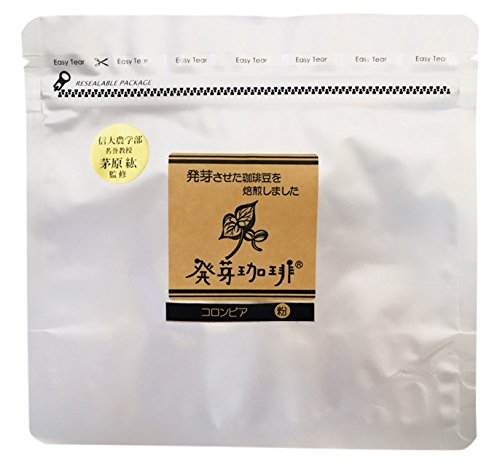 Easy Tear Easy Tear Easy Tear Easy Tear Easy Tear Easy Tear Easy Tear
RESEALABLE PACKAGE
信大農学部
名誉教授
茅原紘
監修
発芽させた珈琲豆を
焙煎しました
発芽珈琲®
コロンビア 粉